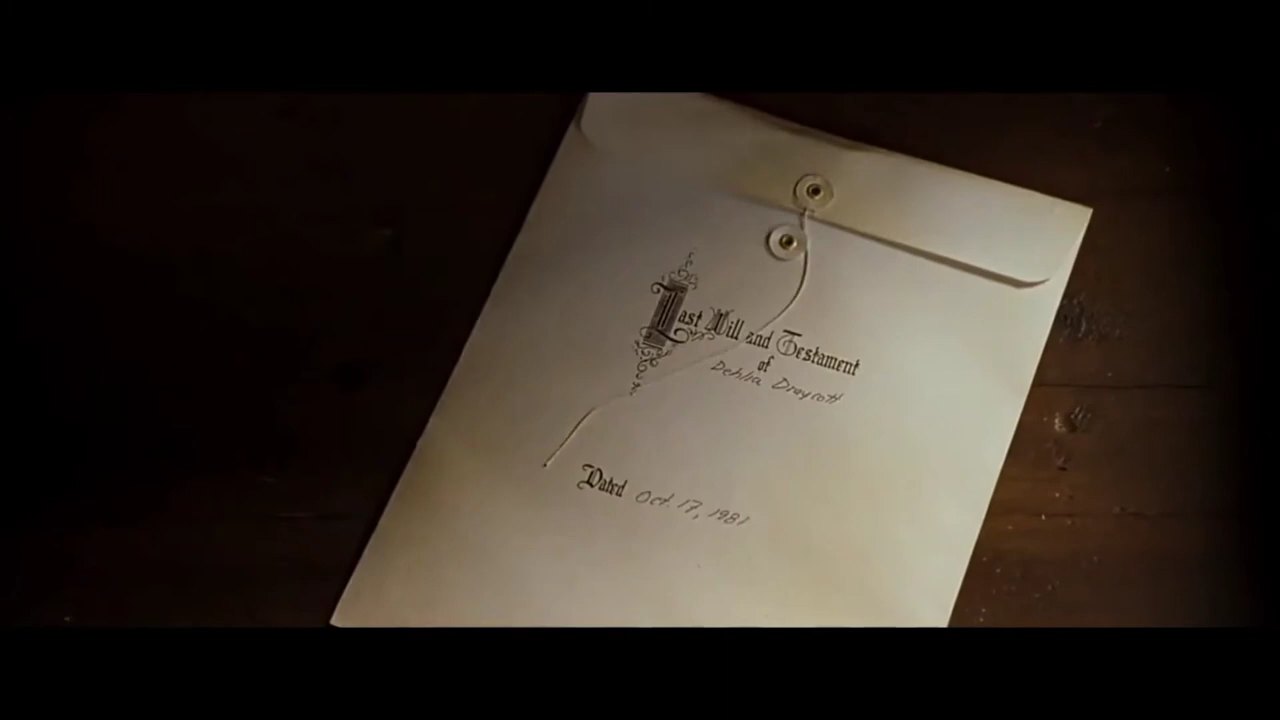 Last Will and Testament
of
Dehlia Draycott
Dated Oct. 17, 1981